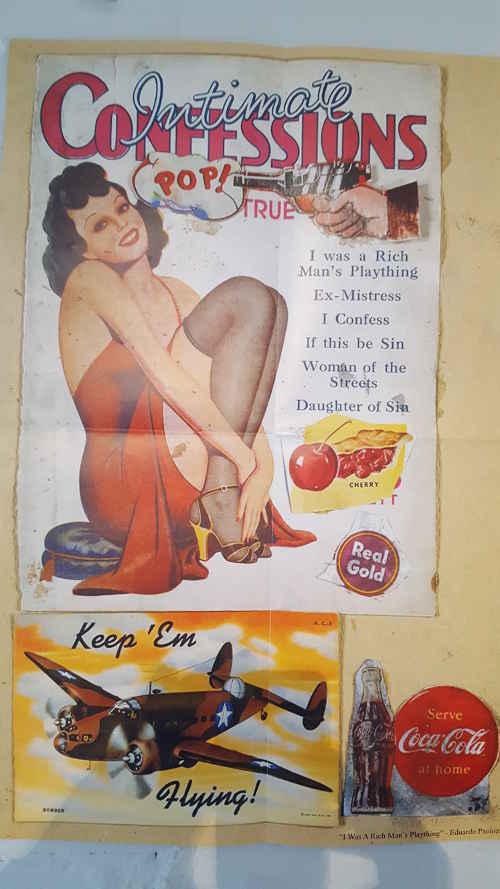 Intimate
CONFESSIONS
POP!
TRUE
I was a Rich
Man's Plaything
Ex-Mistress
I Confess
If this be Sin
Woman of the
Streets
Daughter of Sin
CHERRY
Real
Gold
Keep 'Em
A.C.-2
Flying!
BOMBER
Serve
Coca-Cola
at home
"I Was A Rich Man's Plaything" - Eduardo